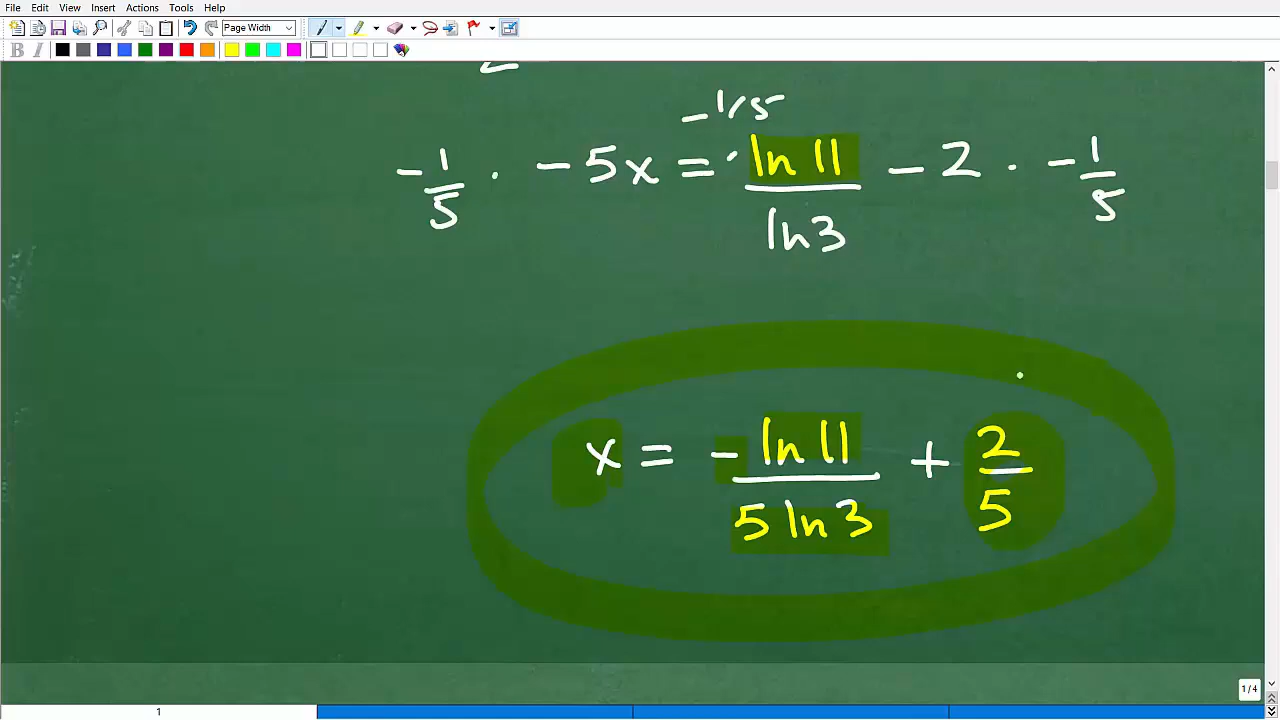 File Edit View Insert Actions Tools Help
Page Width
B I
2
-1/5
-1/5 · -5x = · ln 11/ln 3 - 2 · -1/5
x = - ln 11/5 ln 3 + 2/5
1/4
1